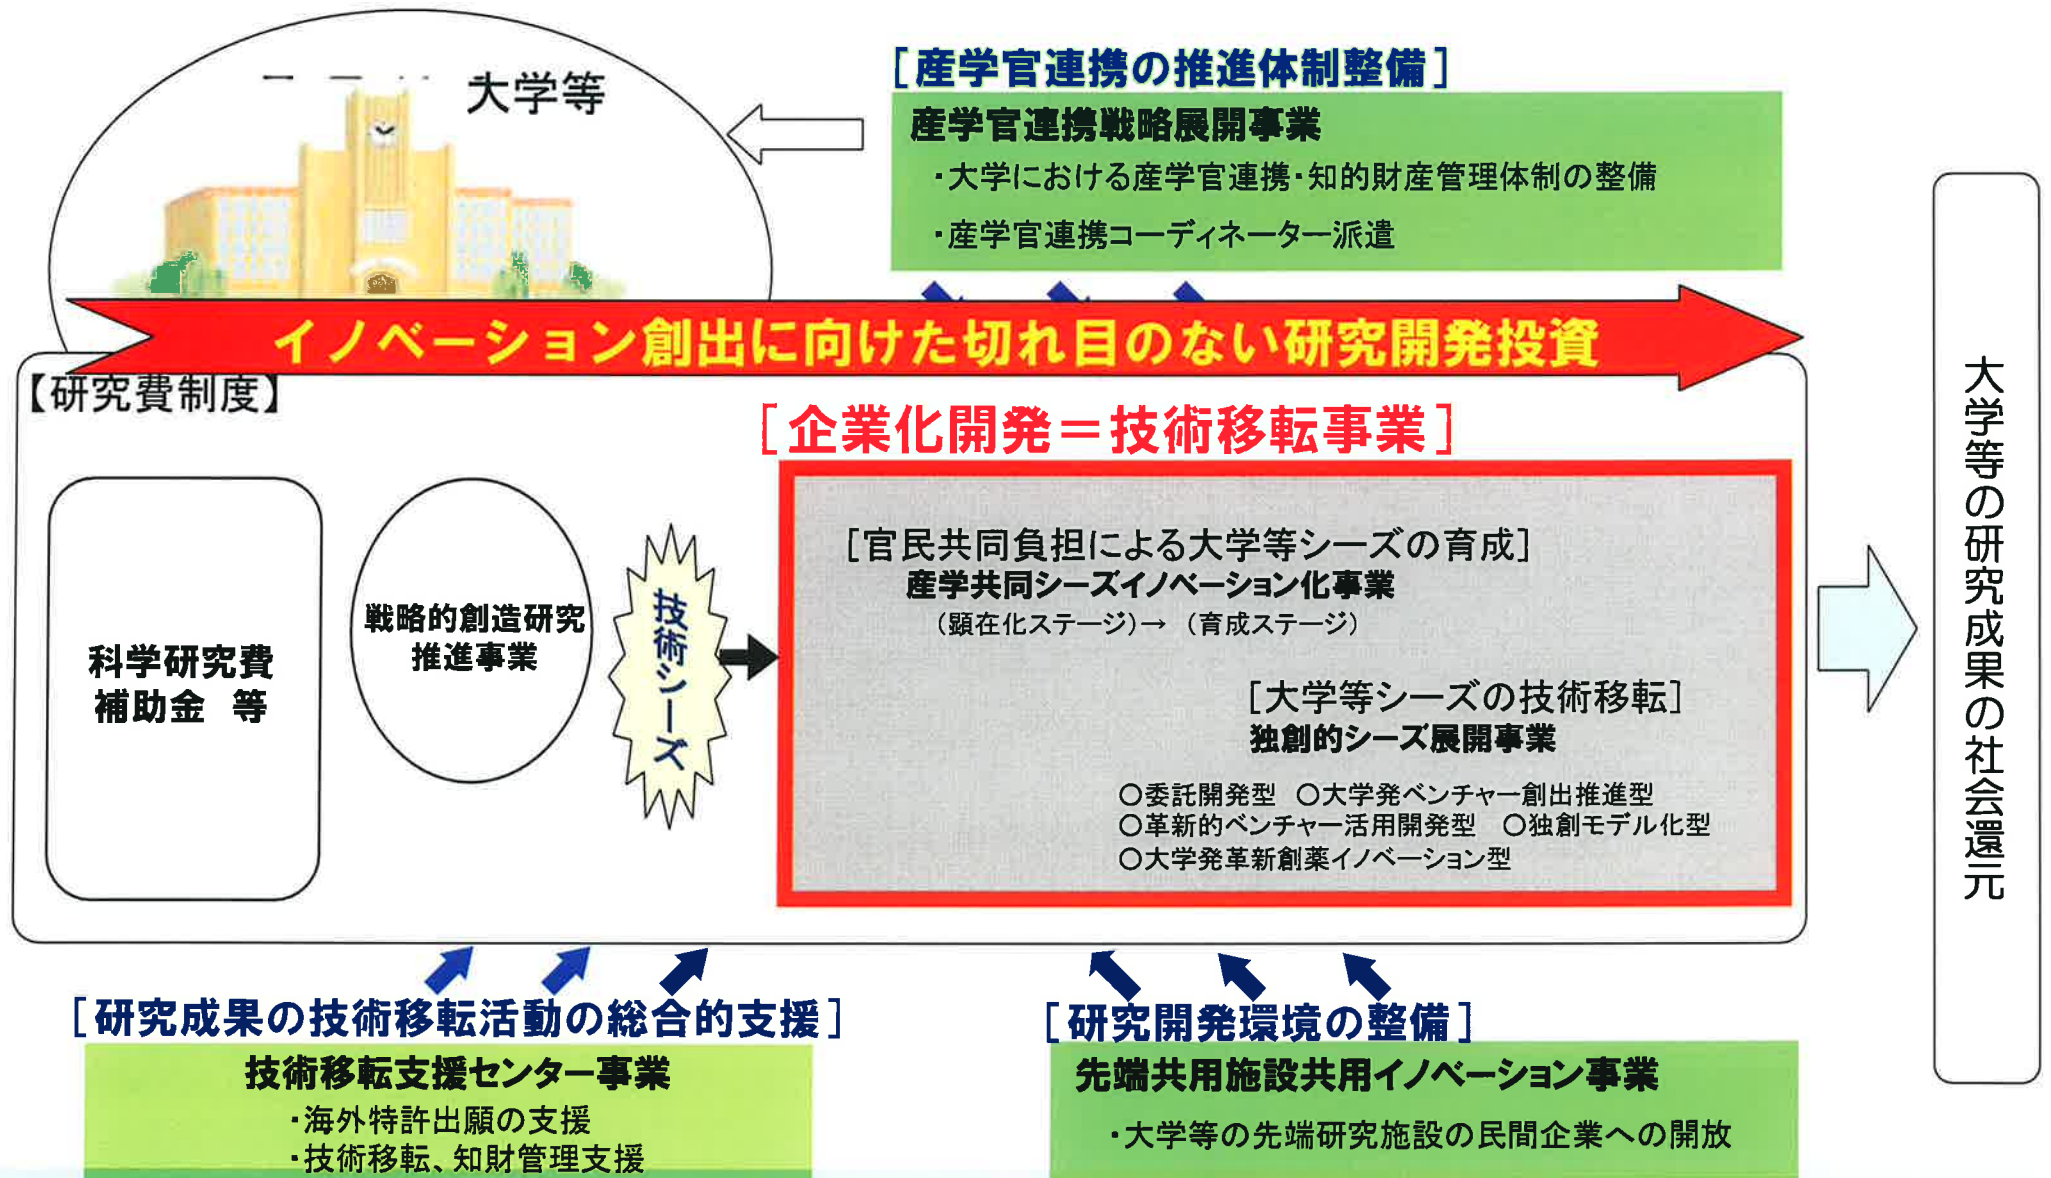 大学等
[産学官連携の推進体制整備]
産学官連携戦略展開事業
・大学における産学官連携・知的財産管理体制の整備
・産学官連携コーディネーター派遣
イノベーション創出に向けた切れ目のない研究開発投資
【研究費制度】
[企業化開発＝技術移転事業]
科学研究費
補助金　等
戦略的創造研究
推進事業
技術シーズ
[官民共同負担による大学等シーズの育成]
産学共同シーズイノベーション化事業
（顕在化ステージ）→　（育成ステージ）
[大学等シーズの技術移転]
独創的シーズ展開事業
○委託開発型　○大学発ベンチャー創出推進型
○革新的ベンチャー活用開発型　○独創モデル化型
○大学発革新創薬イノベーション型
大学等の研究成果の社会還元
[研究成果の技術移転活動の総合的支援]
技術移転支援センター事業
・海外特許出願の支援
・技術移転、知財管理支援
[研究開発環境の整備]
先端共用施設共用イノベーション事業
・大学等の先端研究施設の民間企業への開放